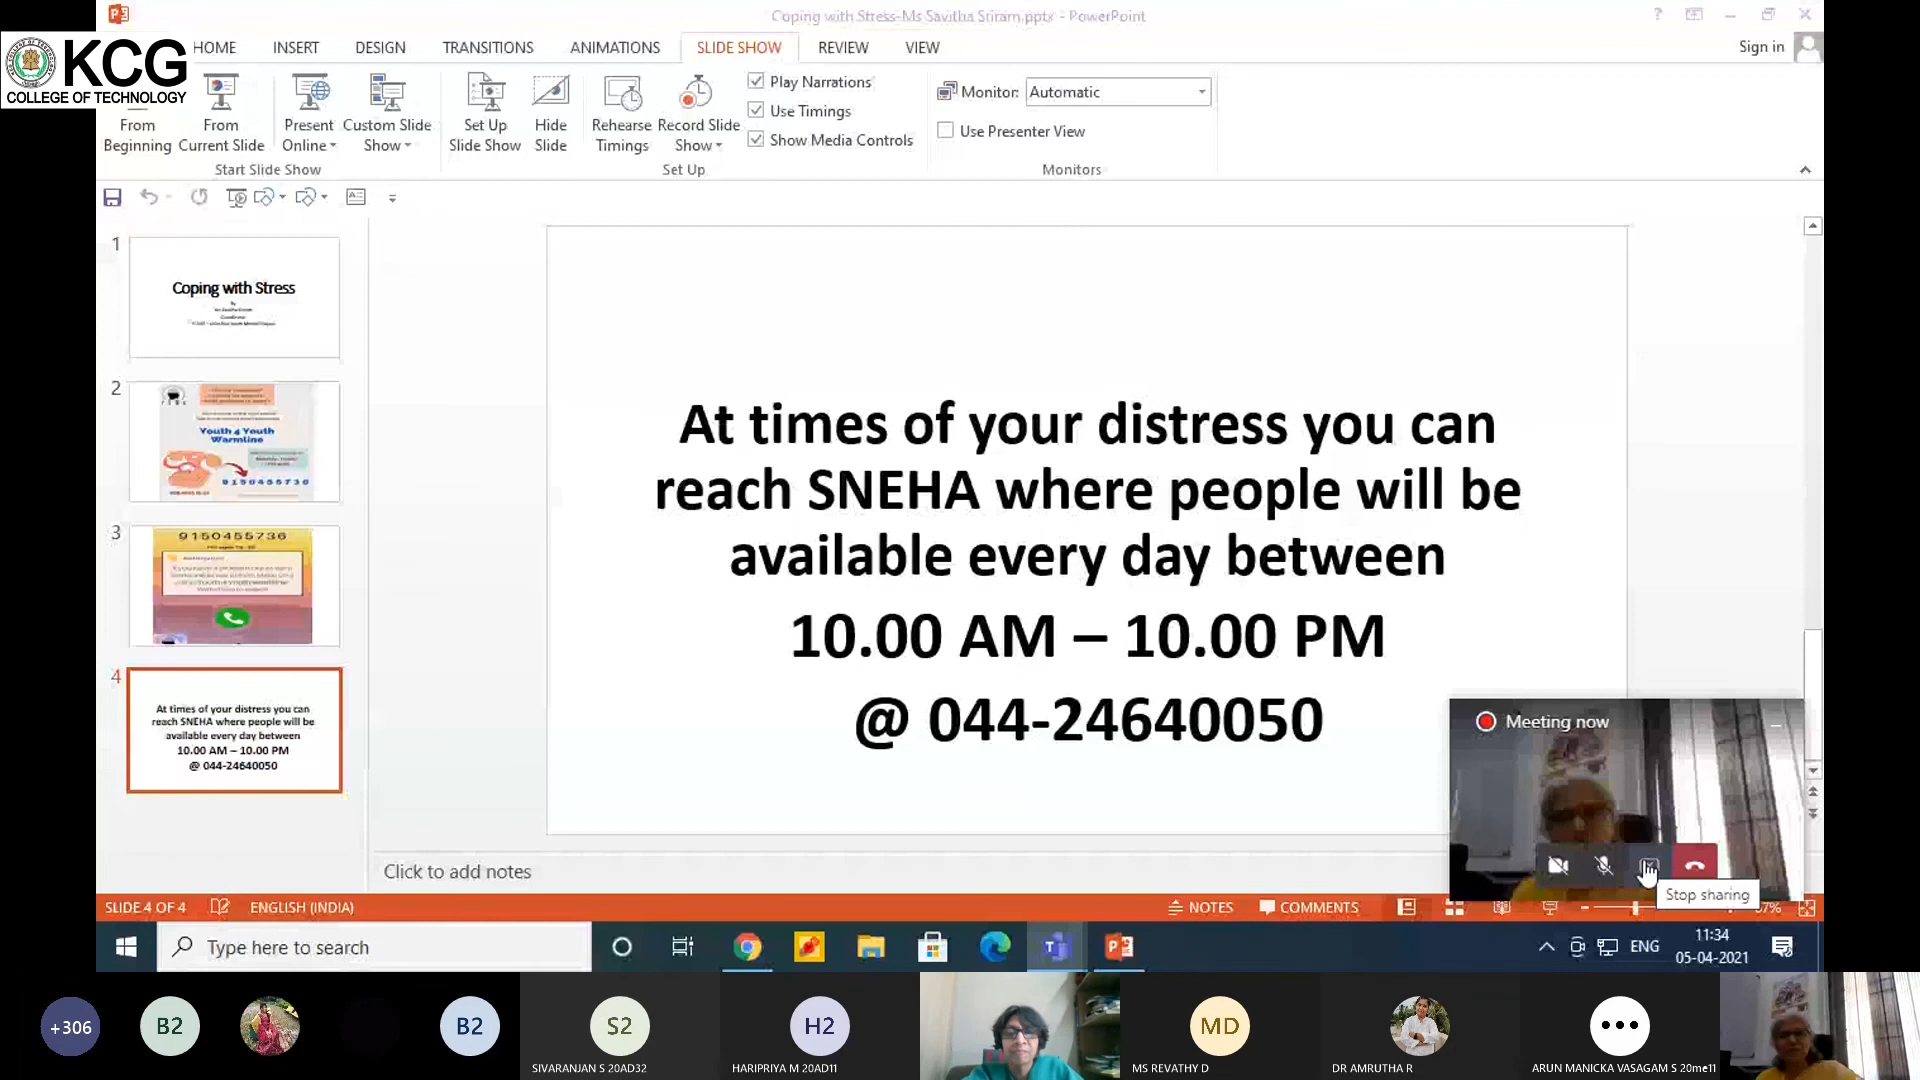 Coping with Stress-Ms Savitha Sriram.pptx - PowerPoint
KCG
COLLEGE OF TECHNOLOGY
HOME INSERT DESIGN TRANSITIONS ANIMATIONS SLIDE SHOW REVIEW VIEW
Sign in
From Beginning
From Current Slide
Present Online
Custom Slide Show
Set Up Slide Show
Hide Slide
Rehearse Timings
Record Slide Show
Play Narrations
Use Timings
Show Media Controls
Monitor: Automatic
Use Presenter View
Start Slide Show
Set Up
Monitors
1
Coping with Stress
2
Youth 4 Youth
Warmline
3
9150455736
4
At times of your distress you can
reach SNEHA where people will be
available every day between
10.00 AM – 10.00 PM
@ 044-24640050
At times of your distress you can
reach SNEHA where people will be
available every day between
10.00 AM – 10.00 PM
@ 044-24640050
Meeting now
Stop sharing
Click to add notes
SLIDE 4 OF 4 ENGLISH (INDIA) NOTES COMMENTS
Type here to search
ENG
11:34
05-04-2021
+306
B2
B2
S2
SIVARANJAN S 20AD32
H2
HARIPRIYA M 20AD11
MD
MS REVATHY D
DR AMRUTHA R
ARUN MANICKA VASAGAM S 20me11